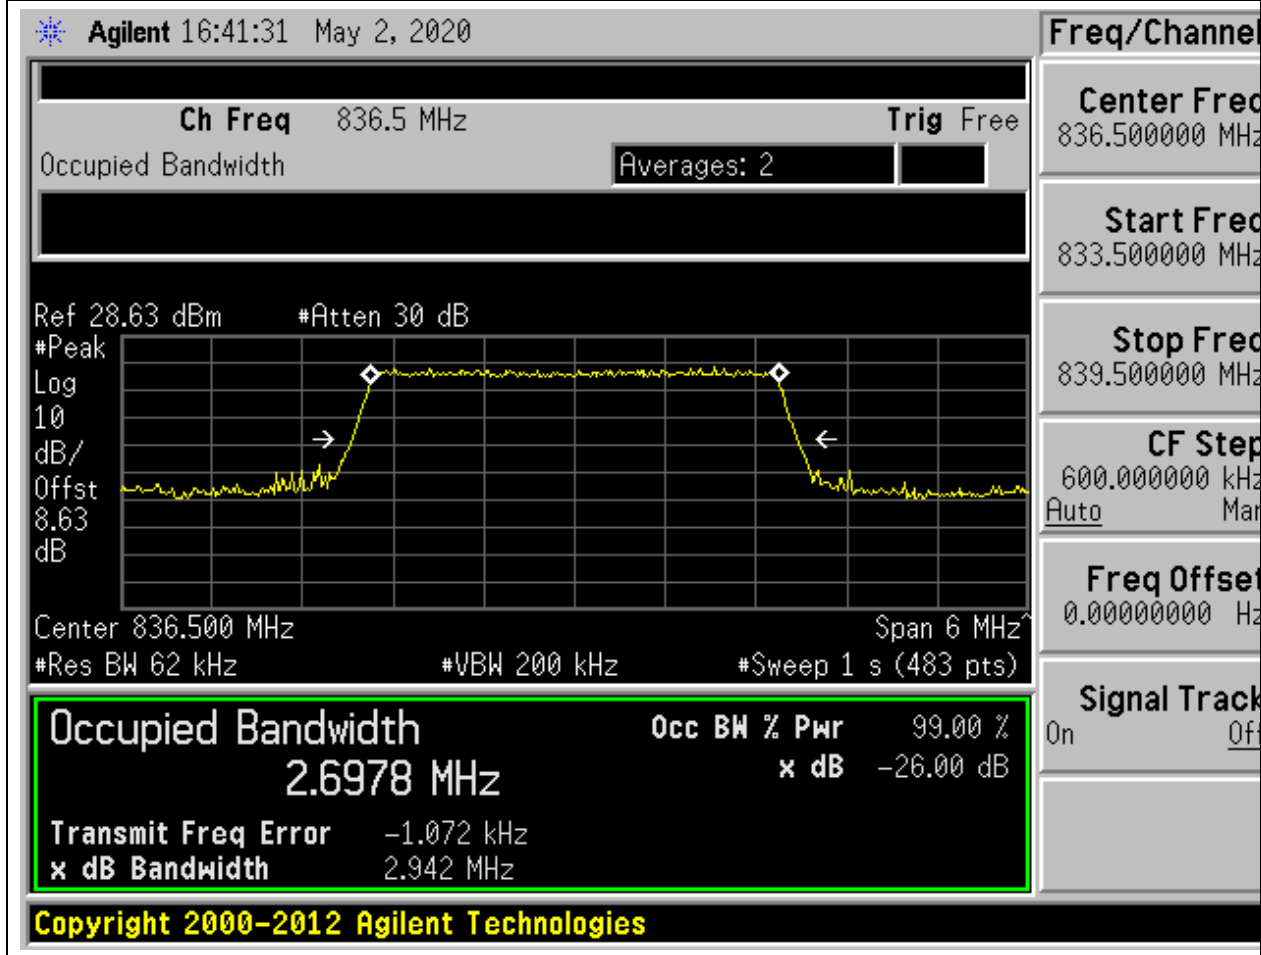 Agilent 16:41:31 May 2, 2020
Freq/Channel
Ch Freq 836.5 MHz Trig Free
Occupied Bandwidth Averages: 2
Ref 28.63 dBm #Atten 30 dB
#Peak
Log
10
dB/
Offst
8.63
dB
Center 836.500 MHz Span 6 MHz^
#Res BW 62 kHz #VBW 200 kHz #Sweep 1 s (483 pts)
Occupied Bandwidth
2.6978 MHz
Occ BW % Pwr 99.00 %
x dB -26.00 dB
Transmit Freq Error -1.072 kHz
x dB Bandwidth 2.942 MHz
Center Freq
836.500000 MHz
Start Freq
833.500000 MHz
Stop Freq
839.500000 MHz
CF Step
600.000000 kHz
Auto Man
Freq Offset
0.00000000 Hz
Signal Track
On Off
Copyright 2000-2012 Agilent Technologies